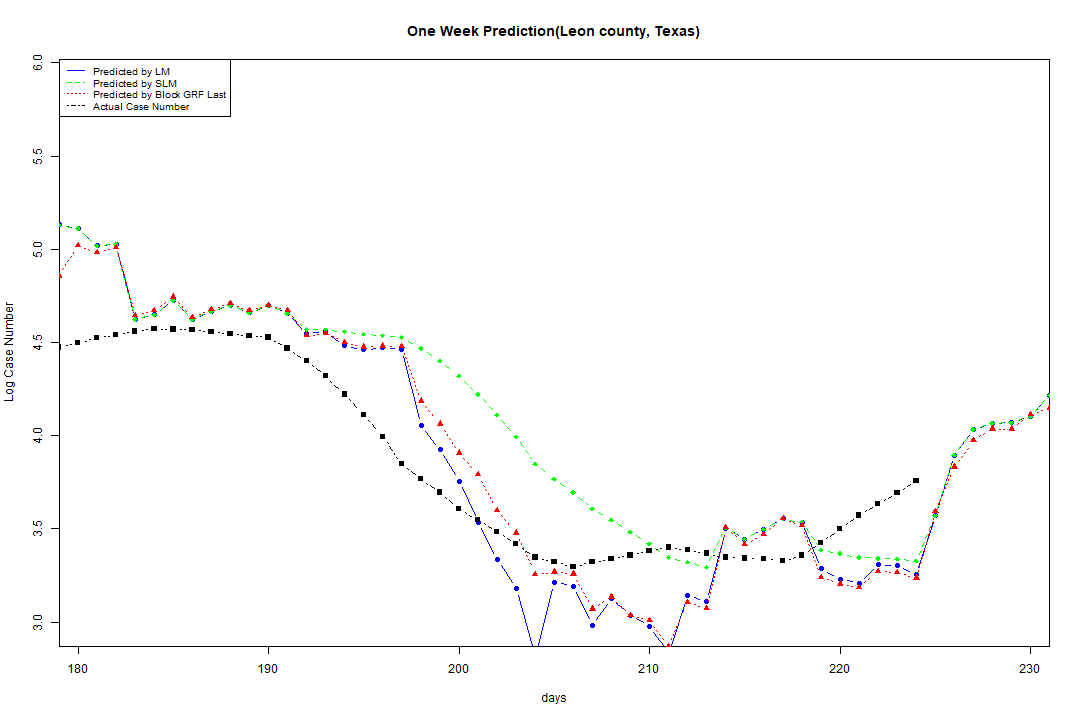 One Week Prediction(Leon county, Texas)
6.0
Predicted by LM
Predicted by SLM
Predicted by Block GRF Last
Actual Case Number
5.5
5.0
4.5
4.0
3.5
3.0
Log Case Number
180 190 200 210 220 230
days